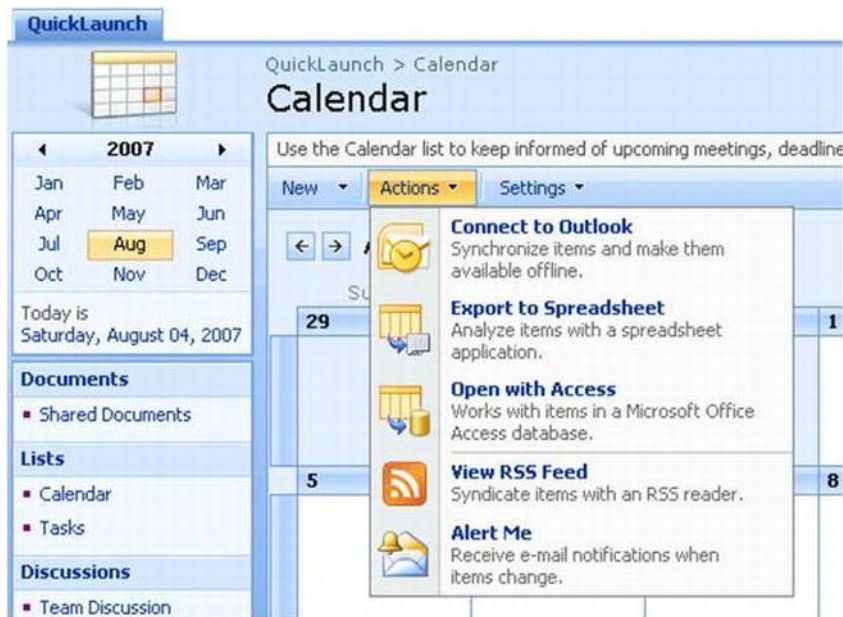 QuickLaunch
QuickLaunch > Calendar
Calendar
2007
Jan Feb Mar
Apr May Jun
Jul Aug Sep
Oct Nov Dec
Today is
Saturday, August 04, 2007
Documents
Shared Documents
Lists
Calendar
Tasks
Discussions
Team Discussion
Use the Calendar list to keep informed of upcoming meetings, deadline
New Actions Settings
Connect to Outlook
Synchronize items and make them
available offline.
Export to Spreadsheet
Analyze items with a spreadsheet
application.
Open with Access
Works with items in a Microsoft Office
Access database.
View RSS Feed
Syndicate items with an RSS reader.
Alert Me
Receive e-mail notifications when
items change.
Su
29 1
5 8